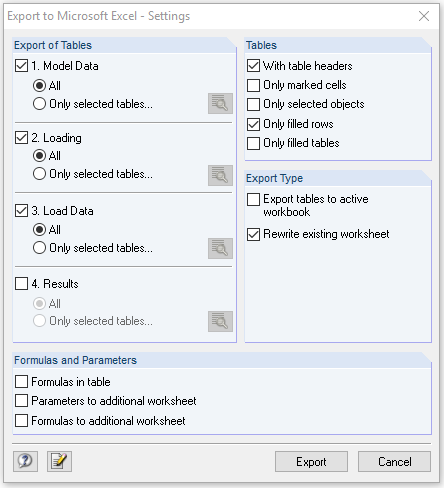 Export to Microsoft Excel - Settings
Export of Tables
1. Model Data
All
Only selected tables...
2. Loading
All
Only selected tables...
3. Load Data
All
Only selected tables...
4. Results
All
Only selected tables...
Tables
With table headers
Only marked cells
Only selected objects
Only filled rows
Only filled tables
Export Type
Export tables to active
workbook
Rewrite existing worksheet
Formulas and Parameters
Formulas in table
Parameters to additional worksheet
Formulas to additional worksheet
Export
Cancel